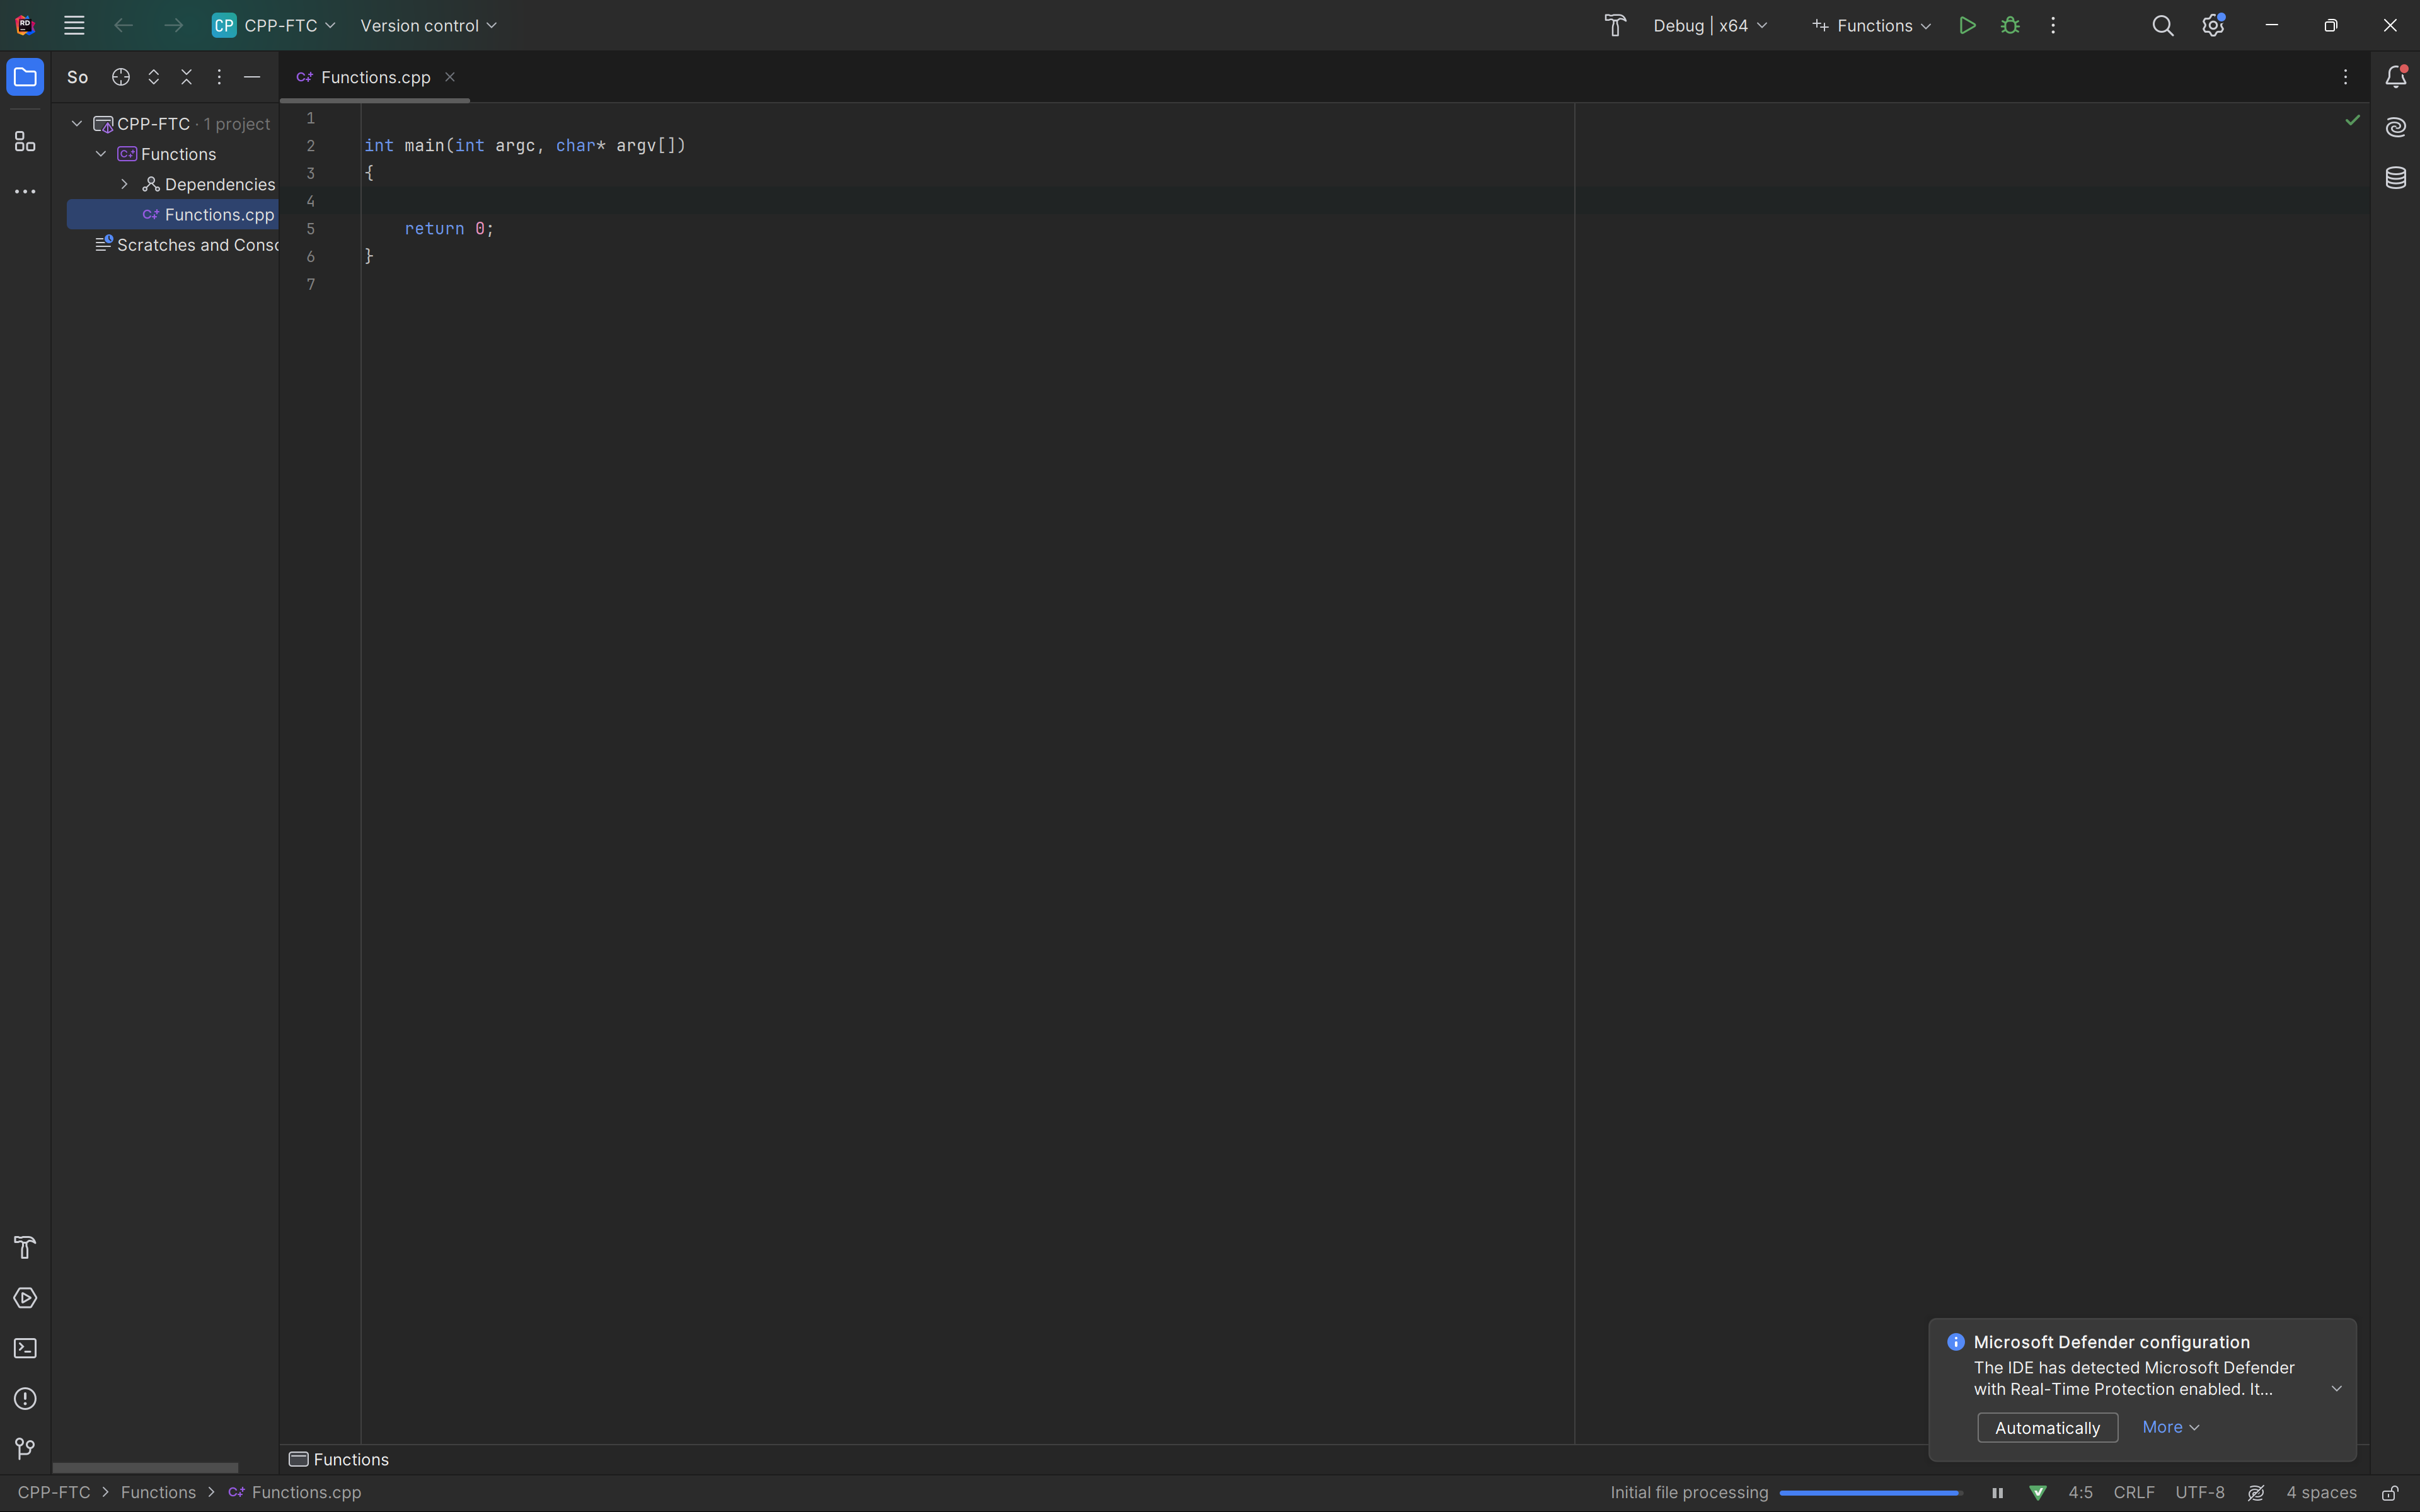 RD CP CPP-FTC Version control Debug | x64 Functions
So Functions.cpp
CPP-FTC · 1 project
Functions
Dependencies
Functions.cpp
Scratches and Conso
1
2 int main(int argc, char* argv[])
3 {
4
5 return 0;
6 }
7
Microsoft Defender configuration
The IDE has detected Microsoft Defender
with Real-Time Protection enabled. It...
Automatically More
Functions
CPP-FTC > Functions > C++ Functions.cpp Initial file processing 4:5 CRLF UTF-8 4 spaces